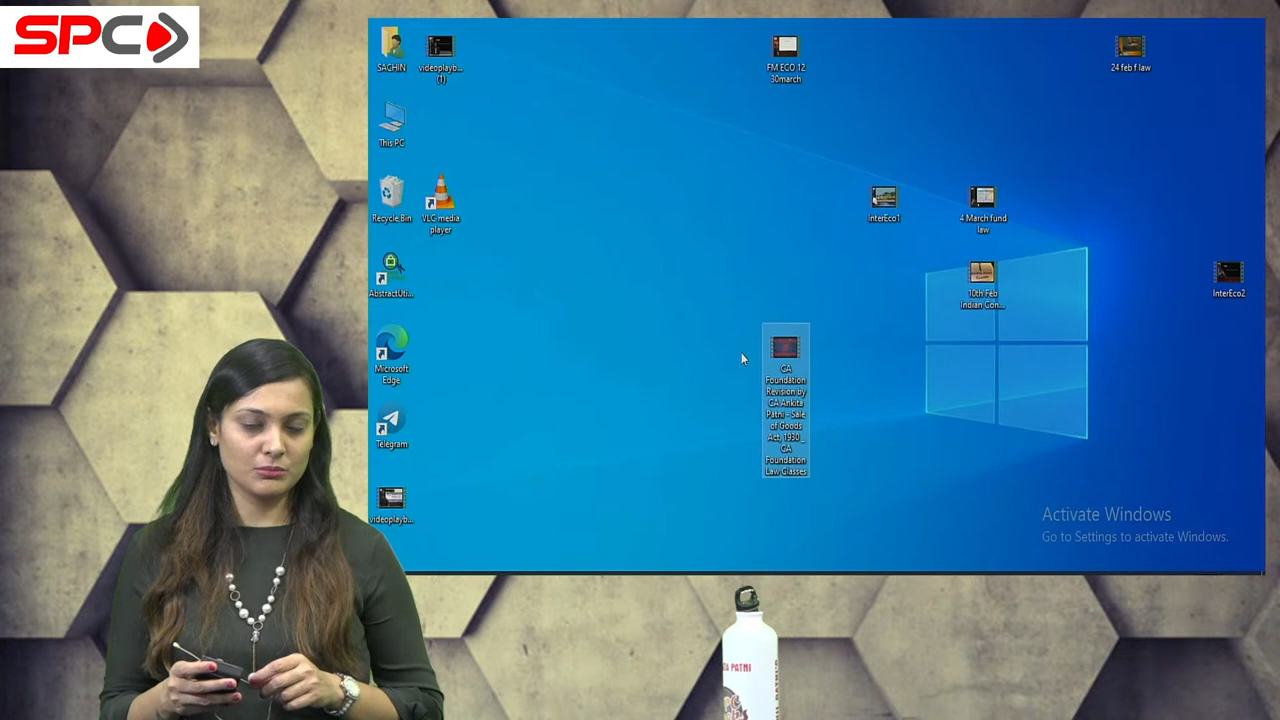 SPC
SACHIN
videoplayb...
(1)
FM ECO 12
30march
24 feb f law
This PC
Recycle Bin
VLC media
player
InterEco1
4 March fund
law
AbstractUti...
10th Feb
Indian Con...
InterEco2
Microsoft
Edge
CA
Foundation
Revision by
CA Ankita
Patni - Sale
of Goods
Act, 1930_
CA
Foundation
Law Classes
Telegram
videoplayb...
Activate Windows
Go to Settings to activate Windows.
PATNI